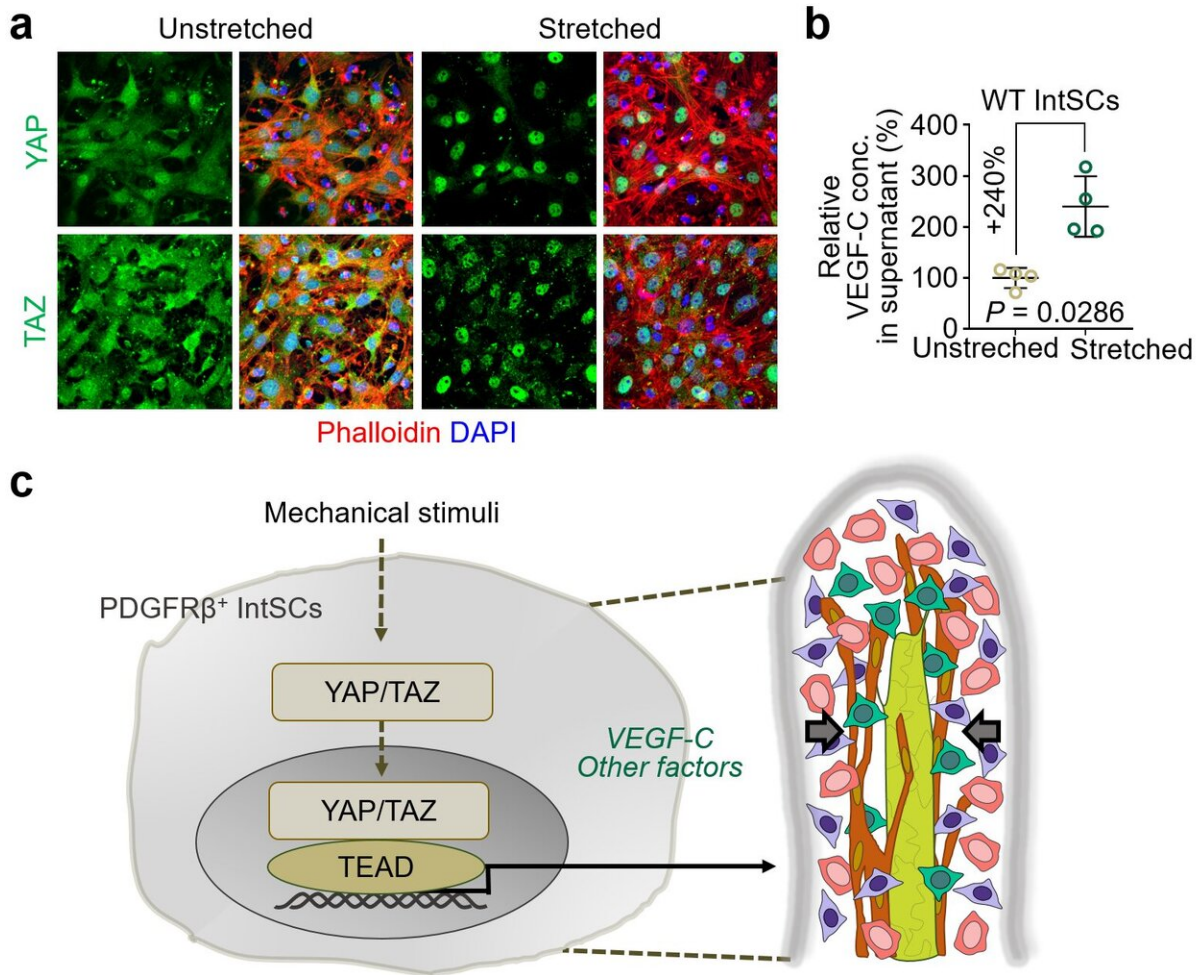 a
Unstretched
Stretched
YAP
TAZ
Phalloidin DAPI
b
WT IntSCs
Relative
VEGF-C conc.
in supernatant (%)
400
300
200
100
0
+240%
P = 0.0286
Unstreched
Stretched
c
Mechanical stimuli
PDGFRβ⁺ IntSCs
YAP/TAZ
VEGF-C
Other factors
YAP/TAZ
TEAD